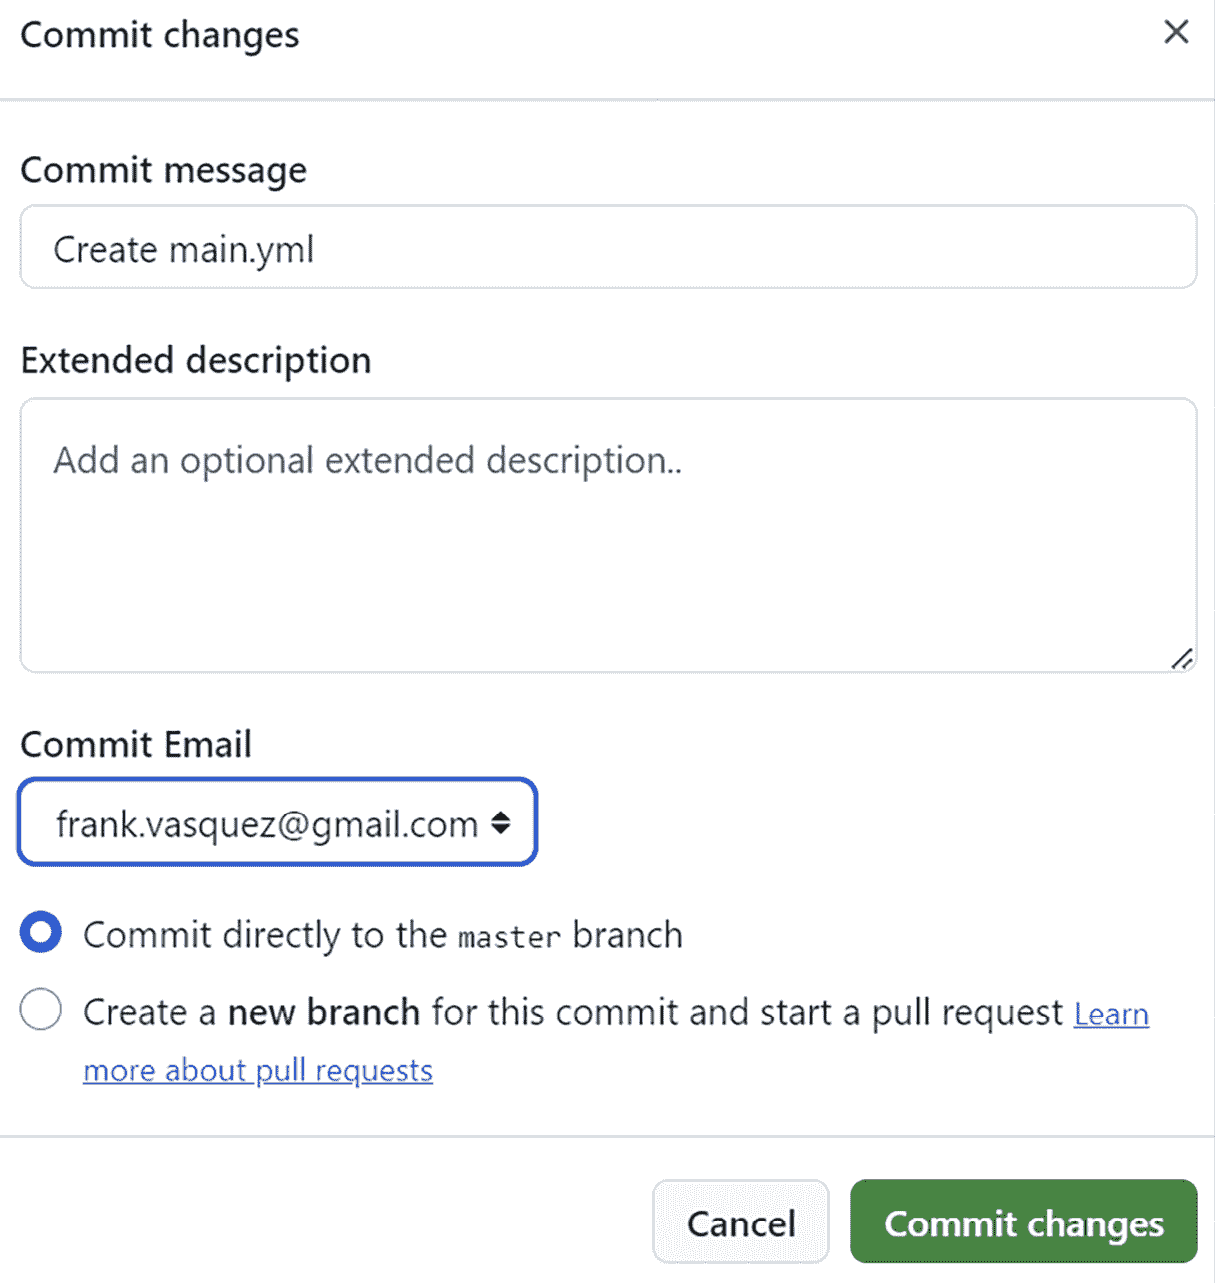 Commit changes
Commit message
Create main.yml
Extended description
Add an optional extended description..
Commit Email
frank.vasquez@gmail.com
Commit directly to the master branch
Create a new branch for this commit and start a pull request Learn
more about pull requests
Cancel
Commit changes